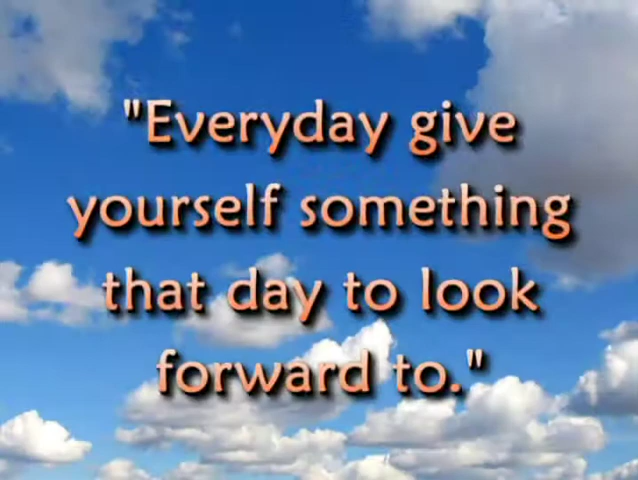 "Everyday give
yourself something
that day to look
forward to."